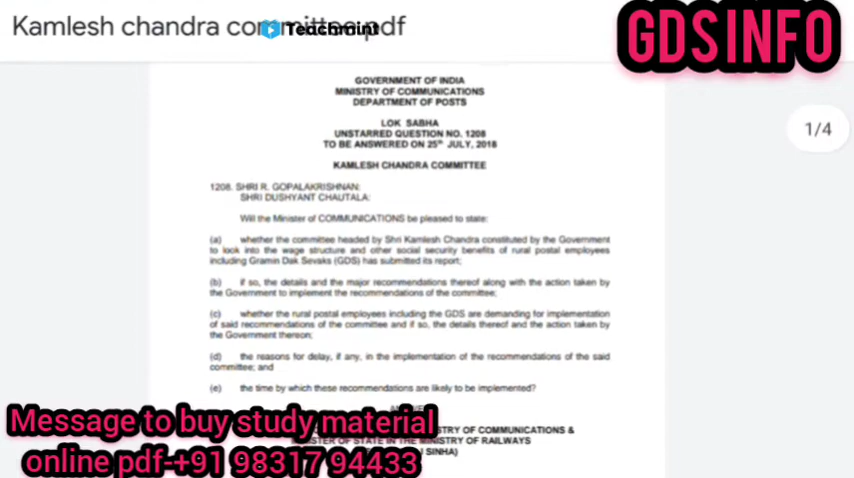 Kamlesh chandra committee.pdf
Teachmint
GDS INFO
1/4
GOVERNMENT OF INDIA
MINISTRY OF COMMUNICATIONS
DEPARTMENT OF POSTS
LOK SABHA
UNSTARRED QUESTION NO. 1208
TO BE ANSWERED ON 25th JULY, 2018
KAMLESH CHANDRA COMMITTEE
1208. SHRI R. GOPALAKRISHNAN:
SHRI DUSHYANT CHAUTALA:
Will the Minister of COMMUNICATIONS be pleased to state:
(a) whether the committee headed by Shri Kamlesh Chandra constituted by the Government
to look into the wage structure and other social security benefits of rural postal employees
including Gramin Dak Sevaks (GDS) has submitted its report;
(b) if so, the details and the major recommendations thereof along with the action taken by
the Government to implement the recommendations of the committee;
(c) whether the rural postal employees including the GDS are demanding for implementation
of said recommendations of the committee and if so, the details thereof and the action taken by
the Government thereon;
(d) the reasons for delay, if any, in the implementation of the recommendations of the said
committee; and
(e) the time by which these recommendations are likely to be implemented?
OF COMMUNICATIONS &
OF STATE IN THE MINISTRY OF RAILWAYS
SINHA)
Message to buy study material
online pdf-+91 98317 94433